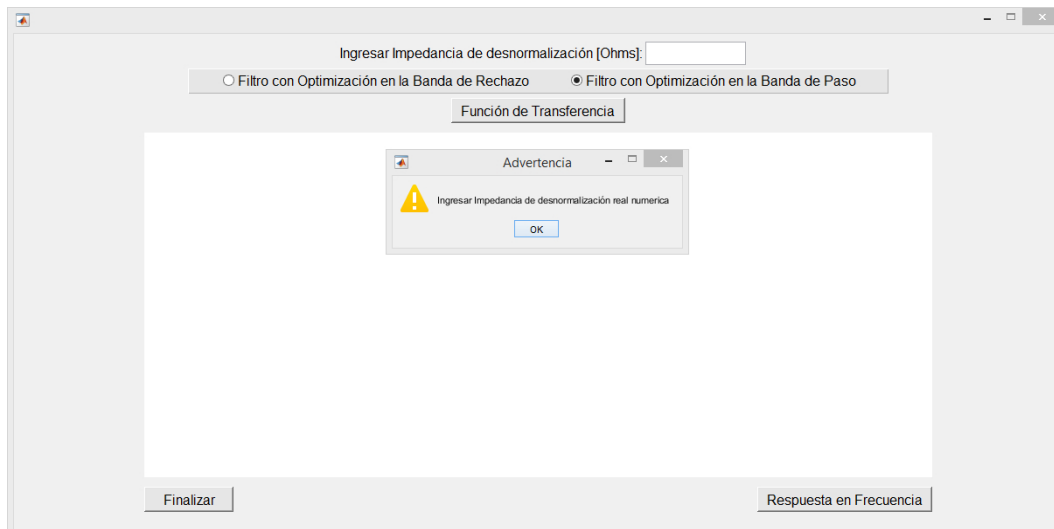 Ingresar Impedancia de desnormalización [Ohms]:
Filtro con Optimización en la Banda de Rechazo Filtro con Optimización en la Banda de Paso
Función de Transferencia
Advertencia
Ingresar Impedancia de desnormalización real numerica
OK
Finalizar Respuesta en Frecuencia